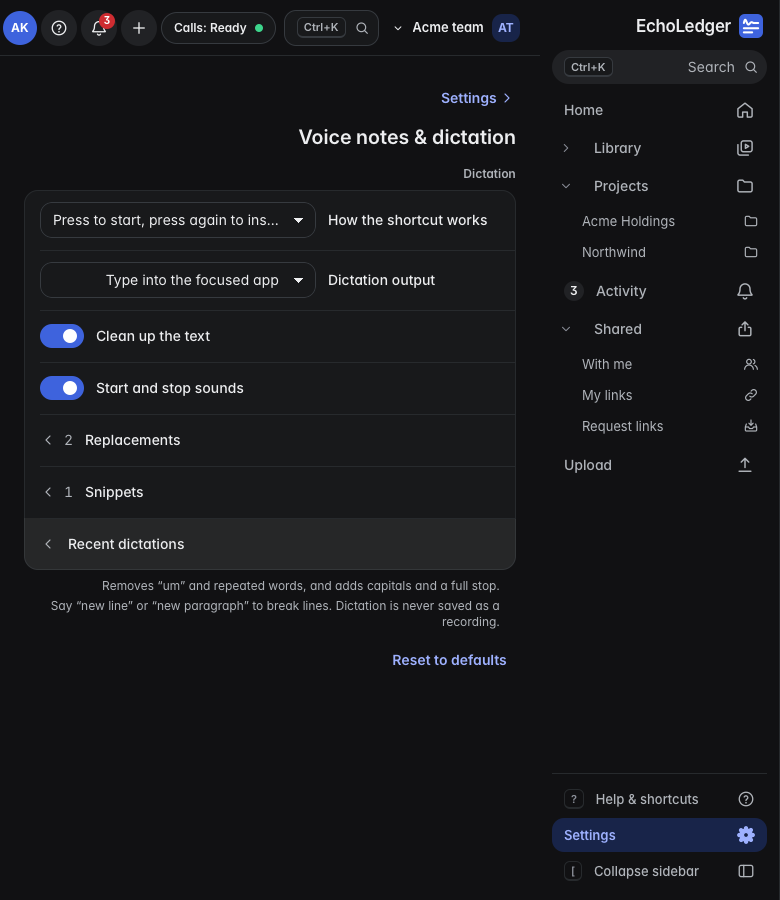 AK
3
Calls: Ready
Ctrl+K
Acme team
AT
EchoLedger
Ctrl+K
Search
Home
Library
Projects
Acme Holdings
Northwind
3
Activity
Shared
With me
My links
Request links
Upload
?
Help & shortcuts
Settings
[
Collapse sidebar
Settings
Voice notes & dictation
Dictation
How the shortcut works
Press to start, press again to ins...
Dictation output
Type into the focused app
Clean up the text
Start and stop sounds
2 Replacements
1 Snippets
Recent dictations
Removes “um” and repeated words, and adds capitals and a full stop.
Say “new line” or “new paragraph” to break lines. Dictation is never saved as a
recording.
Reset to defaults